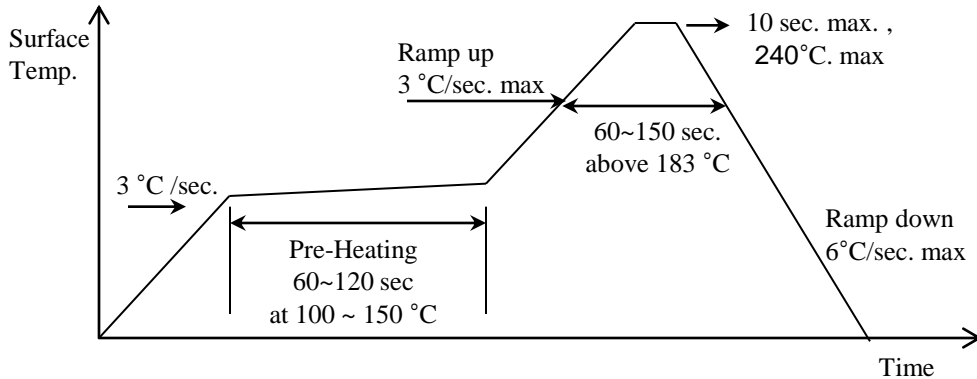 Surface
Temp.
Ramp up
3 °C/sec. max
10 sec. max. ,
240°C. max
60~150 sec.
above 183 °C
3 °C /sec.
Pre-Heating
60~120 sec
at 100 ~ 150 °C
Ramp down
6°C/sec. max
Time